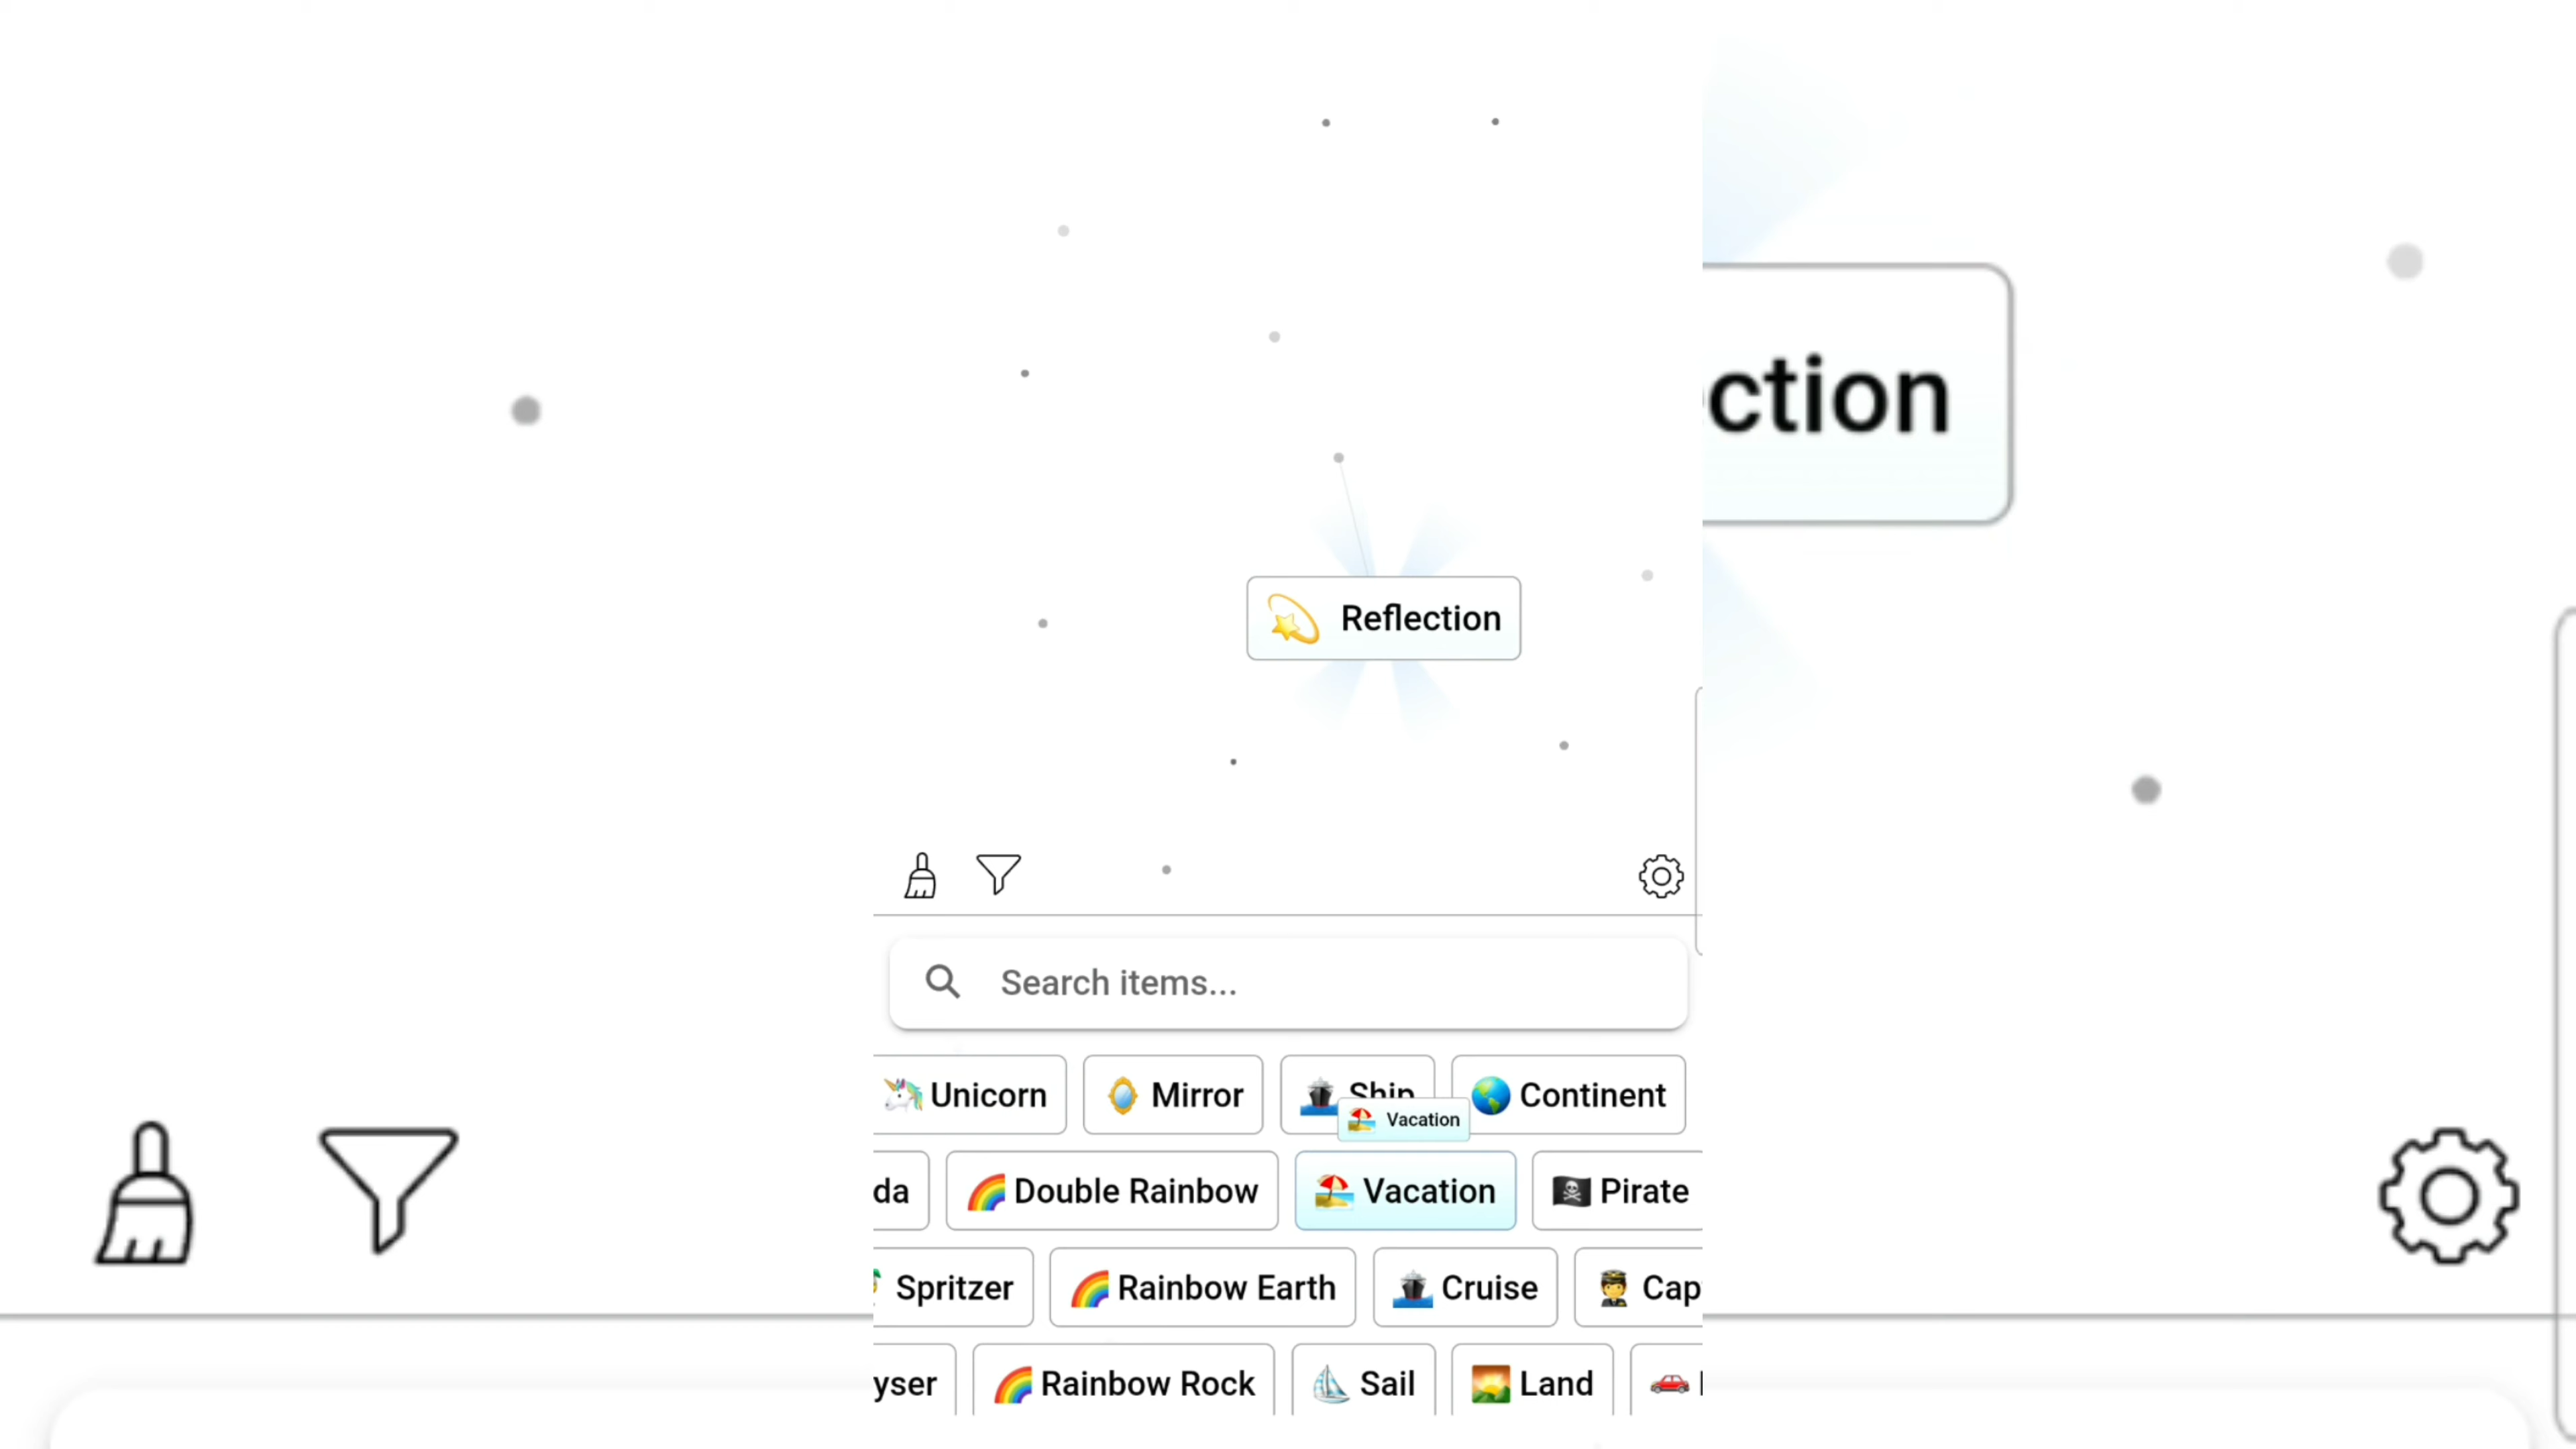 ction
Reflection
Search items...
Unicorn
Mirror
Ship
Continent
Vacation
da
Double Rainbow
Vacation
Pirate
Spritzer
Rainbow Earth
Cruise
Cap
yser
Rainbow Rock
Sail
Land